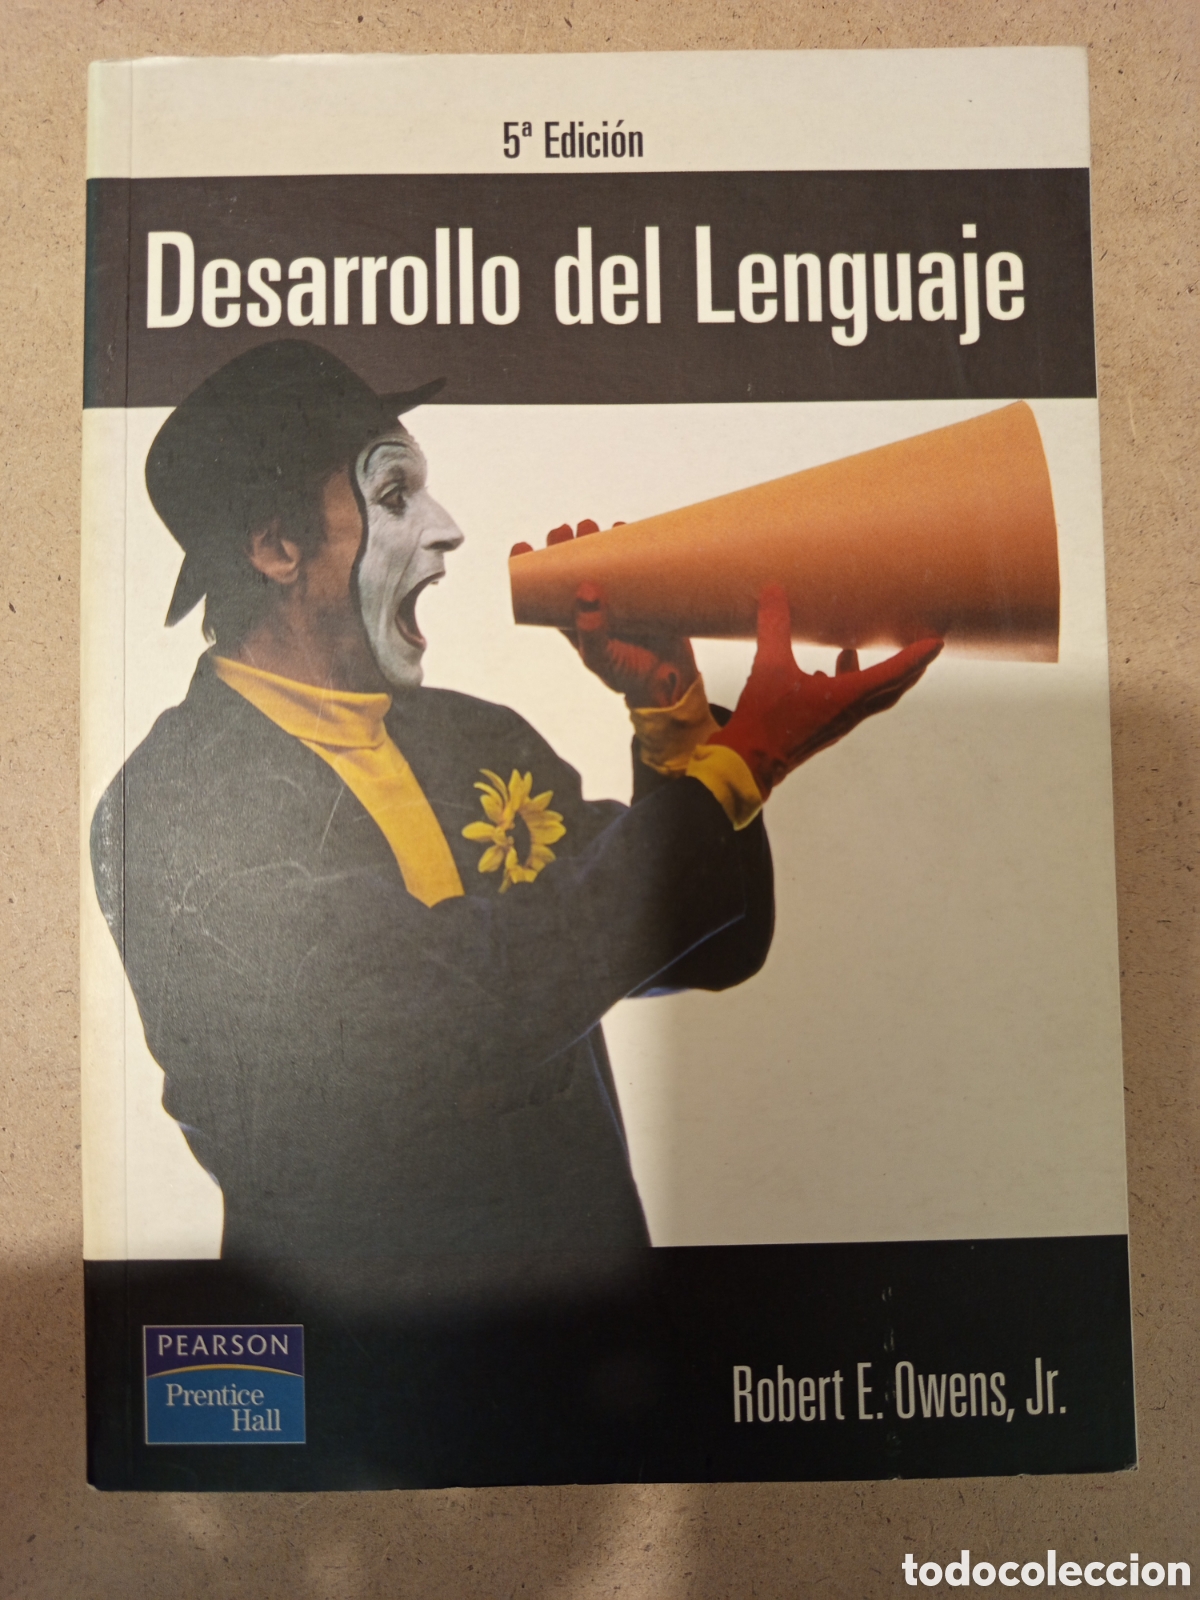 5ª Edición
Desarrollo del Lenguaje
PEARSON
Prentice
Hall
Robert E. Owens, Jr.
todocoleccion